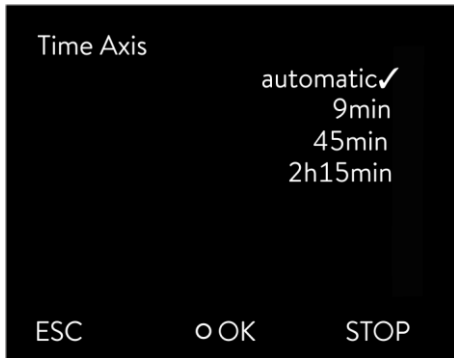 Time Axis
automatic✓
9min
45min
2h15min
ESC OK STOP